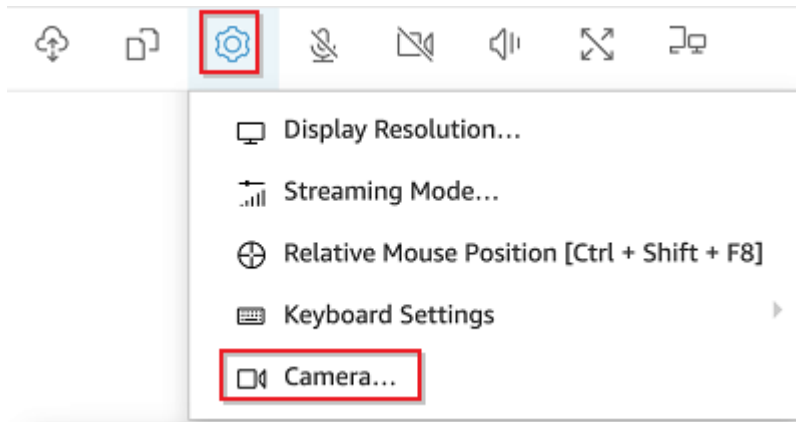 Display Resolution...
Streaming Mode...
Relative Mouse Position [Ctrl + Shift + F8]
Keyboard Settings
Camera...